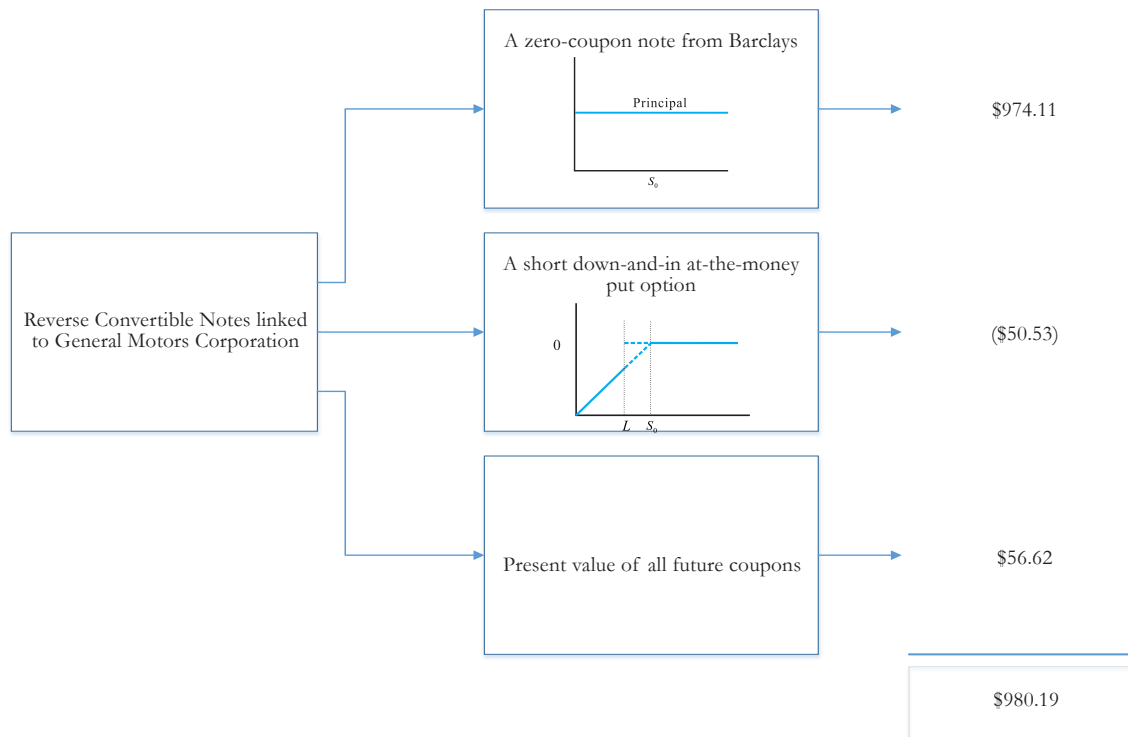 A zero-coupon note from Barclays
Principal
S₀
$974.11
Reverse Convertible Notes linked
to General Motors Corporation
A short down-and-in at-the-money
put option
0
L S₀
($50.53)
Present value of all future coupons
$56.62
$980.19